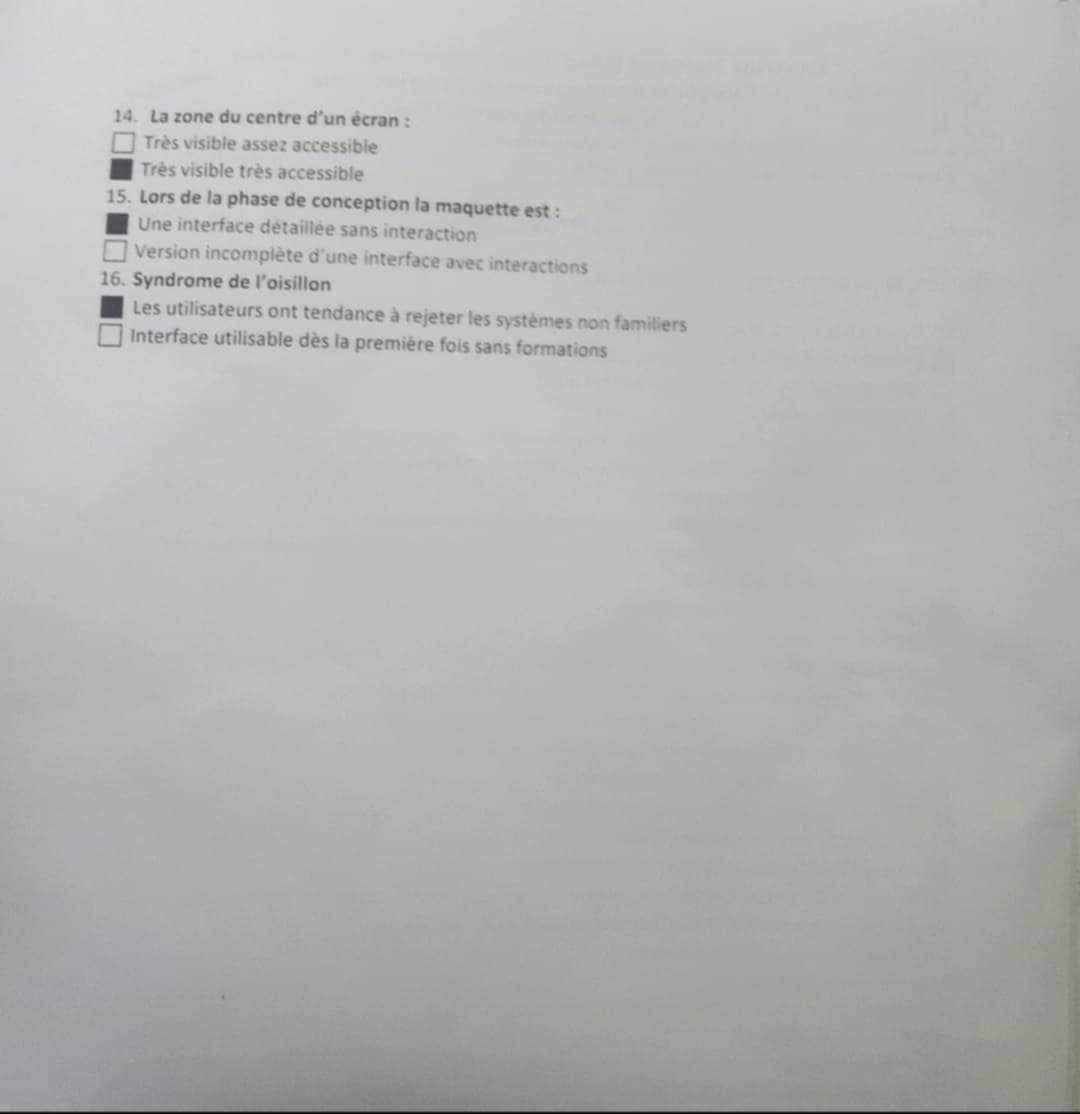 14. La zone du centre d'un écran :
☐ Très visible assez accessible
■ Très visible très accessible
15. Lors de la phase de conception la maquette est :
■ Une interface détaillée sans interaction
☐ Version incomplète d'une interface avec interactions
16. Syndrome de l'oisillon
■ Les utilisateurs ont tendance à rejeter les systèmes non familiers
☐ Interface utilisable dès la première fois sans formations